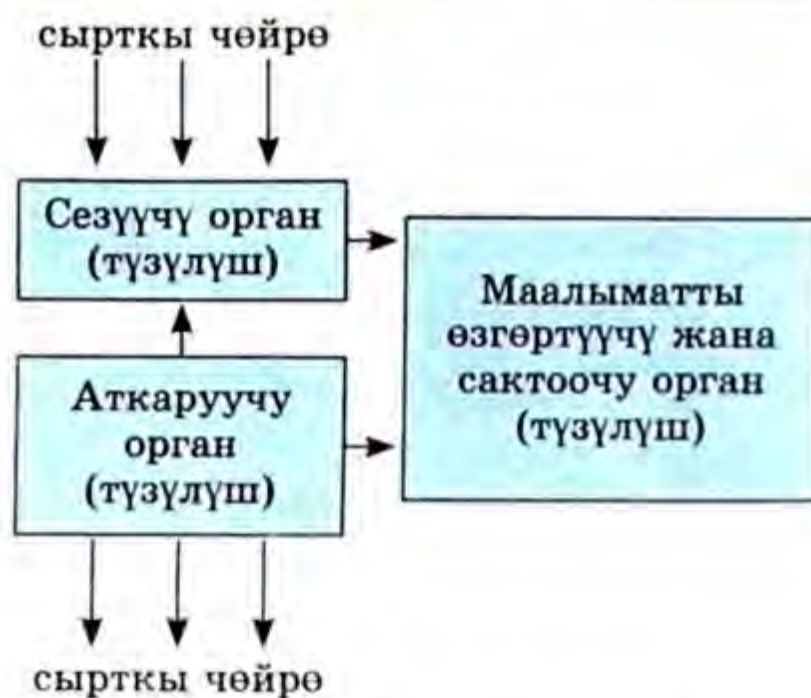 сырткы чөйрө
Сезүүчү орган
(түзүлүш)
Маалыматты
өзгөртүүчү жана
сактоочу орган
(түзүлүш)
Аткаруучу
орган
(түзүлүш)
сырткы чөйрө